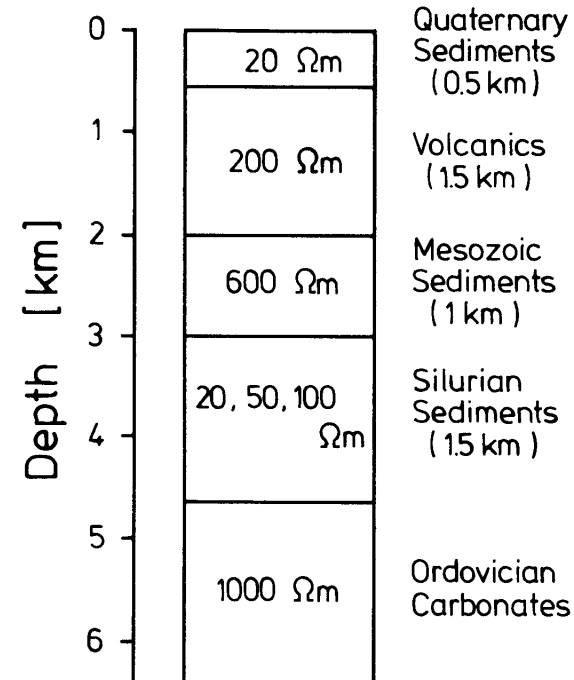 Depth [km]
0
1
2
3
4
5
6
20 Ωm
200 Ωm
600 Ωm
20, 50, 100
Ωm
1000 Ωm
Quaternary
Sediments
(0.5 km)
Volcanics
(1.5 km)
Mesozoic
Sediments
(1 km)
Silurian
Sediments
(1.5 km)
Ordovician
Carbonates